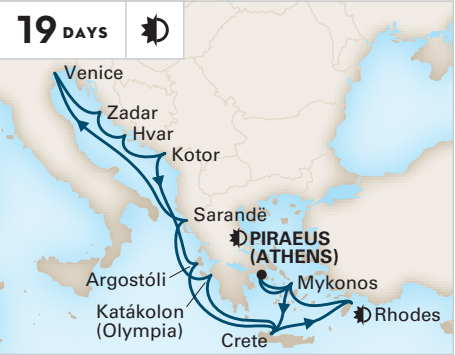 19 DAYS
Venice
Zadar
Hvar
Kotor
Sarandë
PIRAEUS
(ATHENS)
Mykonos
Argostóli
Katákolon
(Olympia)
Rhodes
Crete